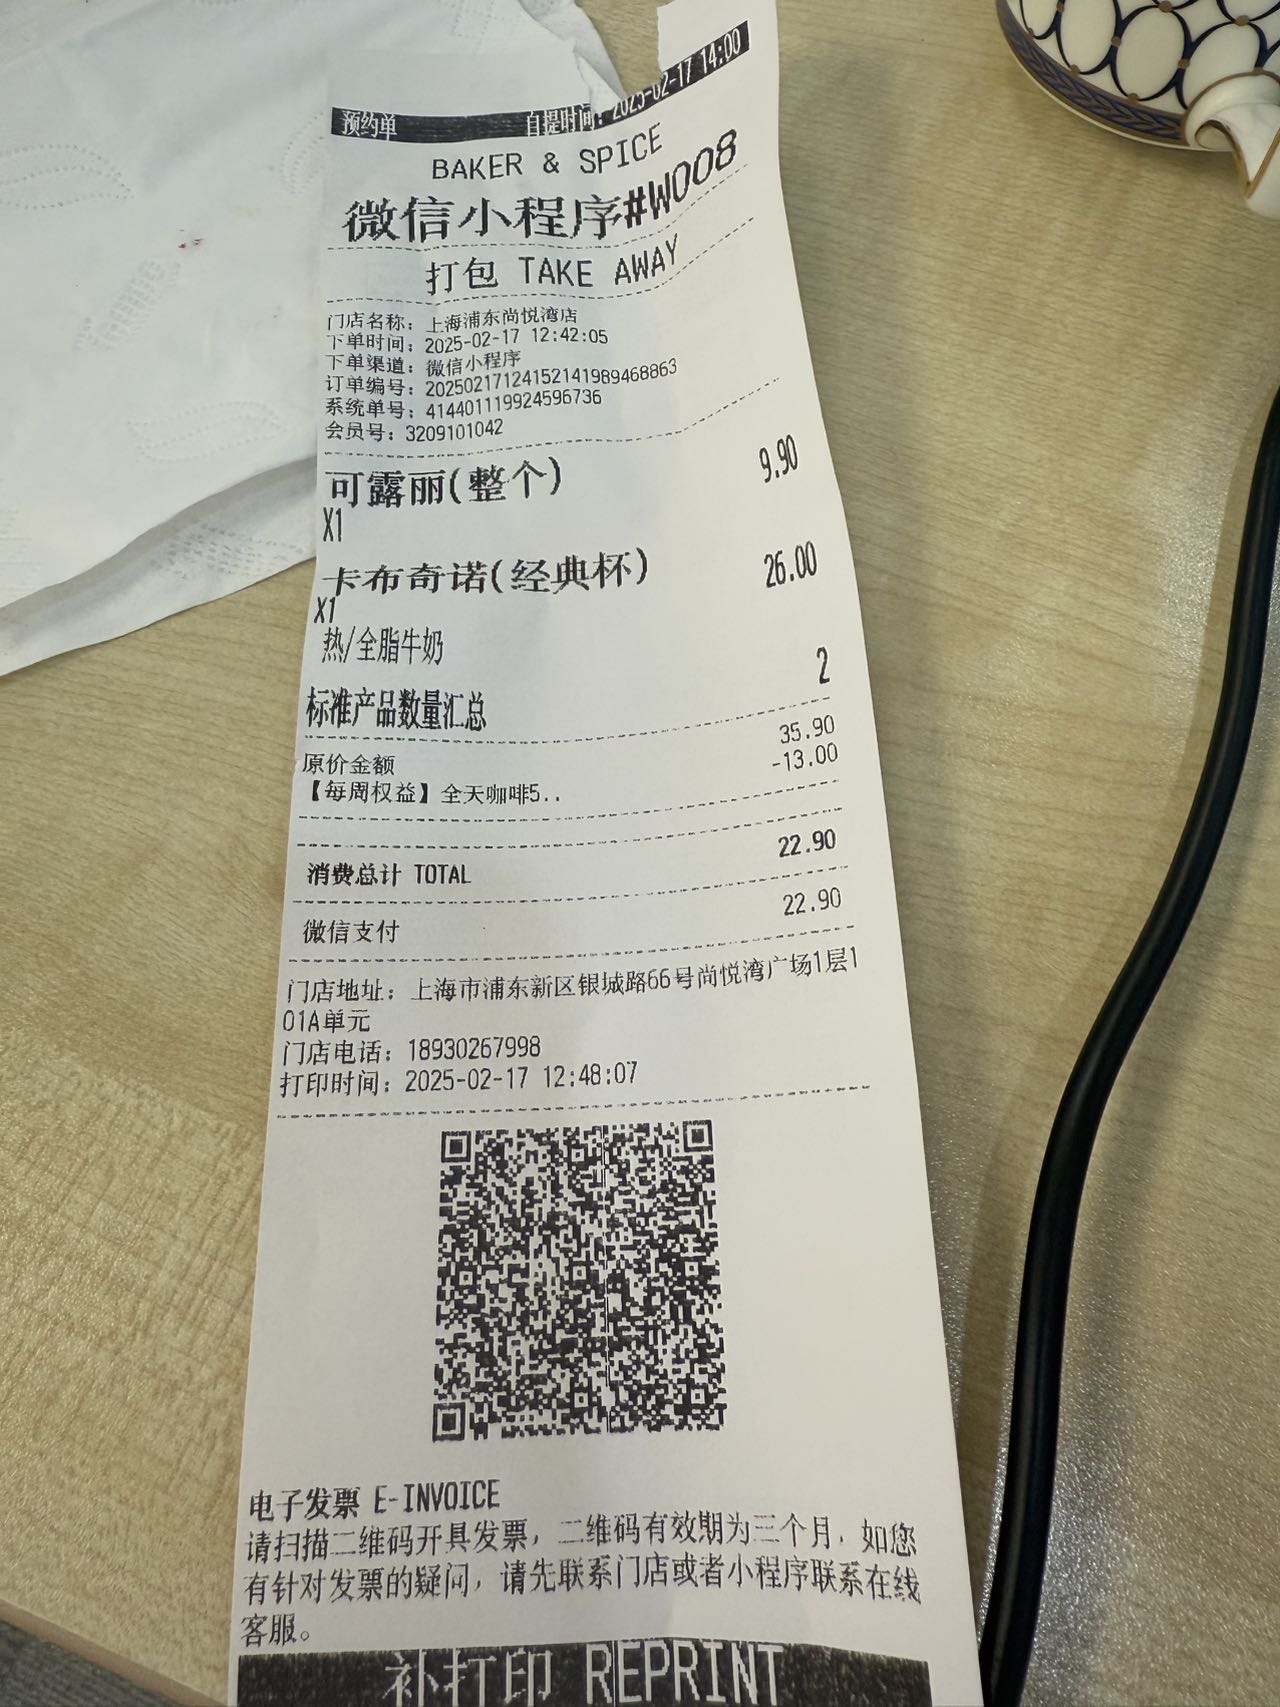 预约单 自提时间: 2025-02-17 14:00
BAKER & SPICE
微信小程序#W008
打包 TAKE AWAY
门店名称: 上海浦东尚悦湾店
下单时间: 2025-02-17 12:42:05
下单渠道: 微信小程序
订单编号: 20250217124152141989468863
系统单号: 414401119924596736
会员号: 3209101042
可露丽(整个) 9.90
X1
卡布奇诺(经典杯) 26.00
X1
热/全脂牛奶
标准产品数量汇总 2
原价金额 35.90
【每周权益】全天咖啡5.. -13.00
消费总计 TOTAL 22.90
微信支付 22.90
门店地址: 上海市浦东新区银城路66号尚悦湾广场1层1
01A单元
门店电话: 18930267998
打印时间: 2025-02-17 12:48:07
电子发票 E-INVOICE
请扫描二维码开具发票, 二维码有效期为三个月, 如您
有针对发票的疑问, 请先联系门店或者小程序联系在线
客服。
补打印 REPRINT